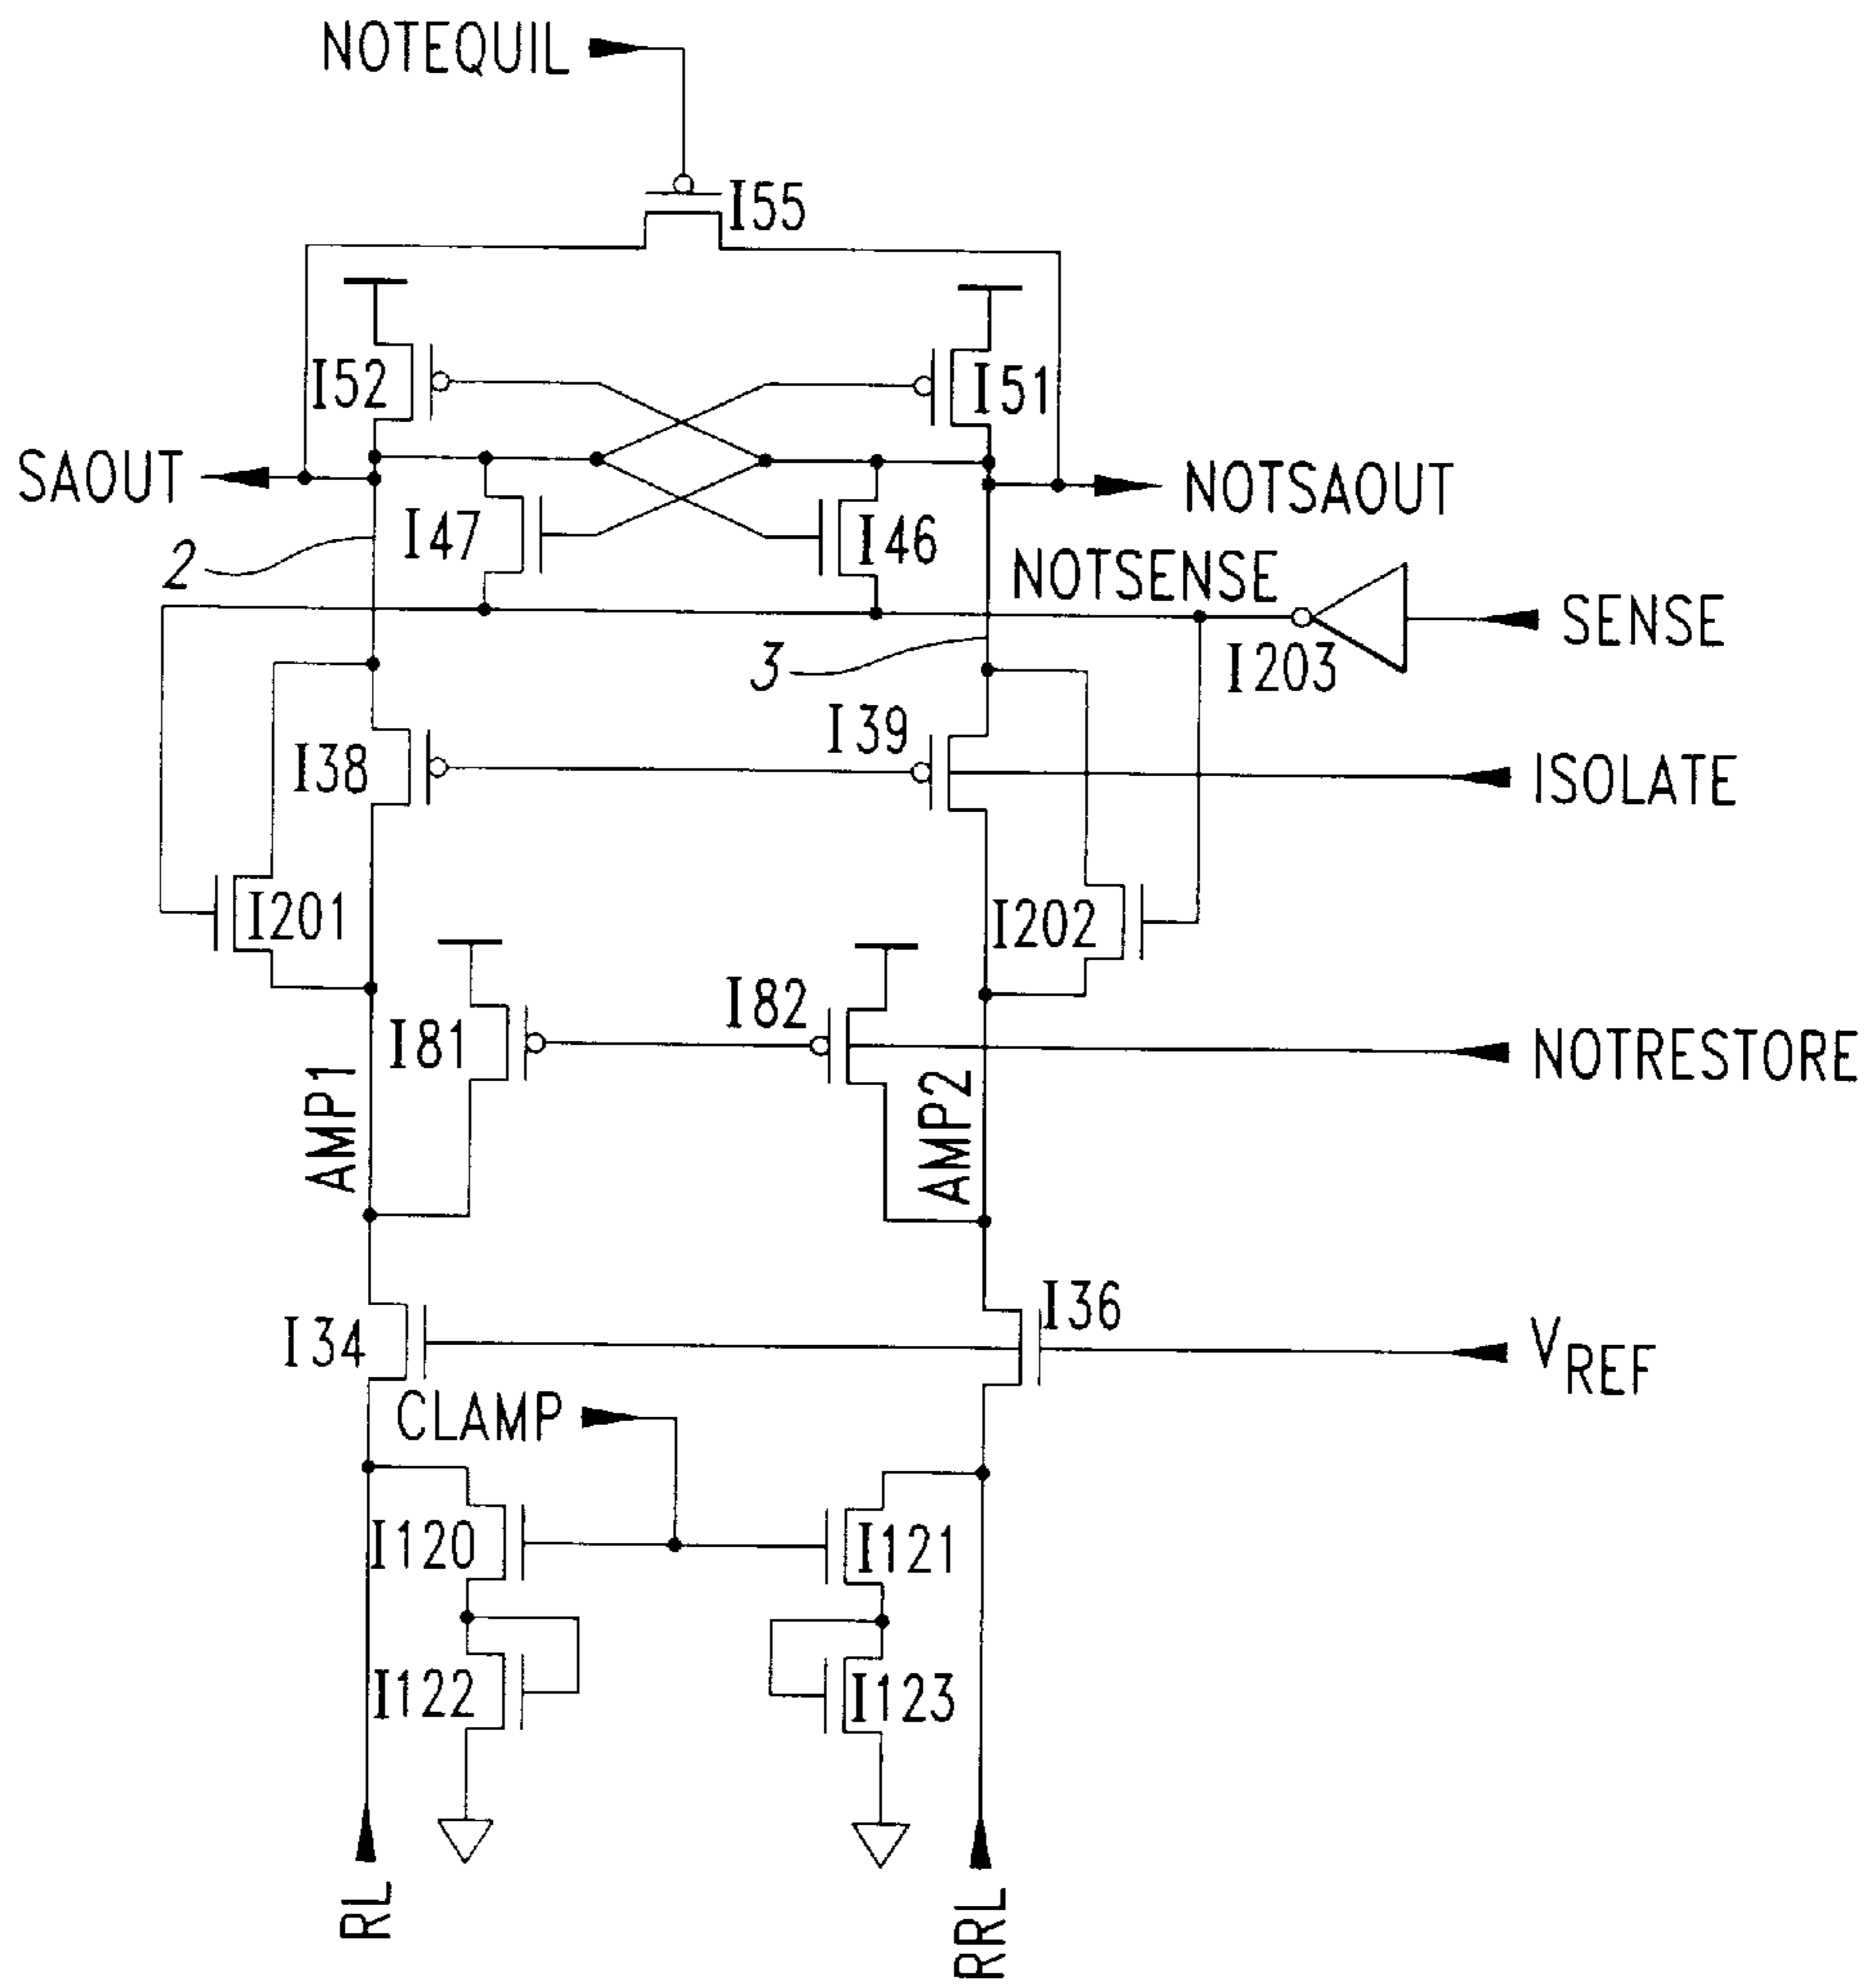 NOTEQUIL
I55
I52
I51
SAOUT
NOTSAOUT
I47
I46
2
NOTSENSE
SENSE
3
I203
I39
I38
ISOLATE
I201
I202
I82
I81
NOTRESTORE
AMP1
AMP2
I36
I34
VREF
CLAMP
I120
I121
I122
I123
RL
RRL